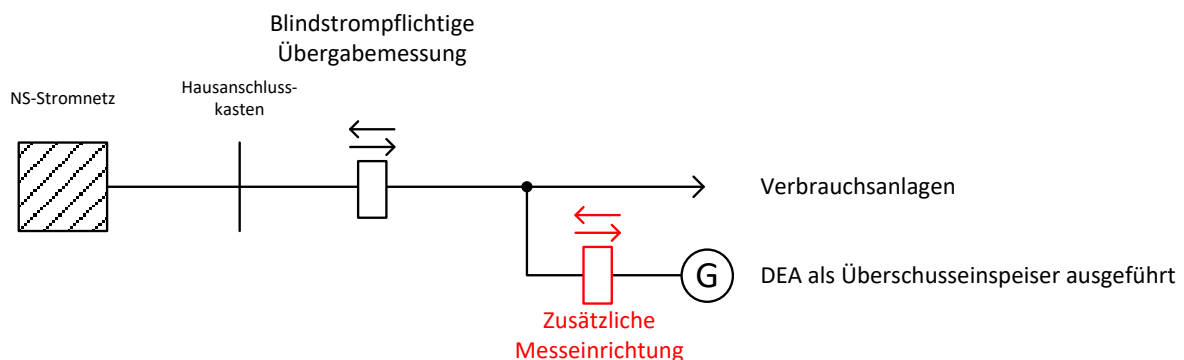 Blindstrompflichtige
Übergabemessung
Hausanschluss-
kasten
NS-Stromnetz
Verbrauchsanlagen
G
DEA als Überschusseinspeiser ausgeführt
Zusätzliche
Messeinrichtung